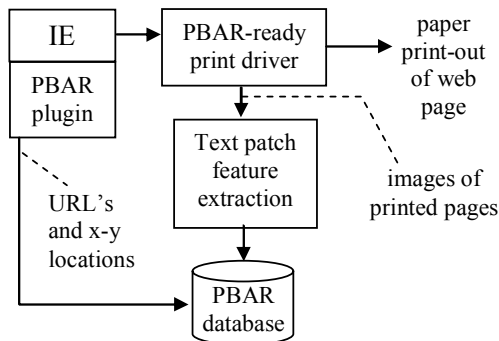 IE
PBAR
plugin
PBAR-ready
print driver
paper
print-out
of web
page
Text patch
feature
extraction
images of
printed pages
URL's
and x-y
locations
PBAR
database